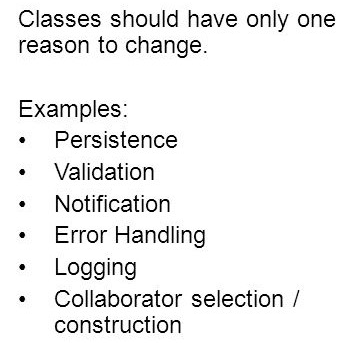 Classes should have only one
reason to change.
Examples:
• Persistence
• Validation
• Notification
• Error Handling
• Logging
• Collaborator selection /
construction